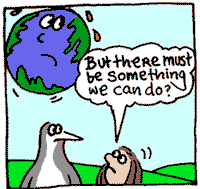 BUT THERE MUST
BE SOMETHING
WE CAN DO?